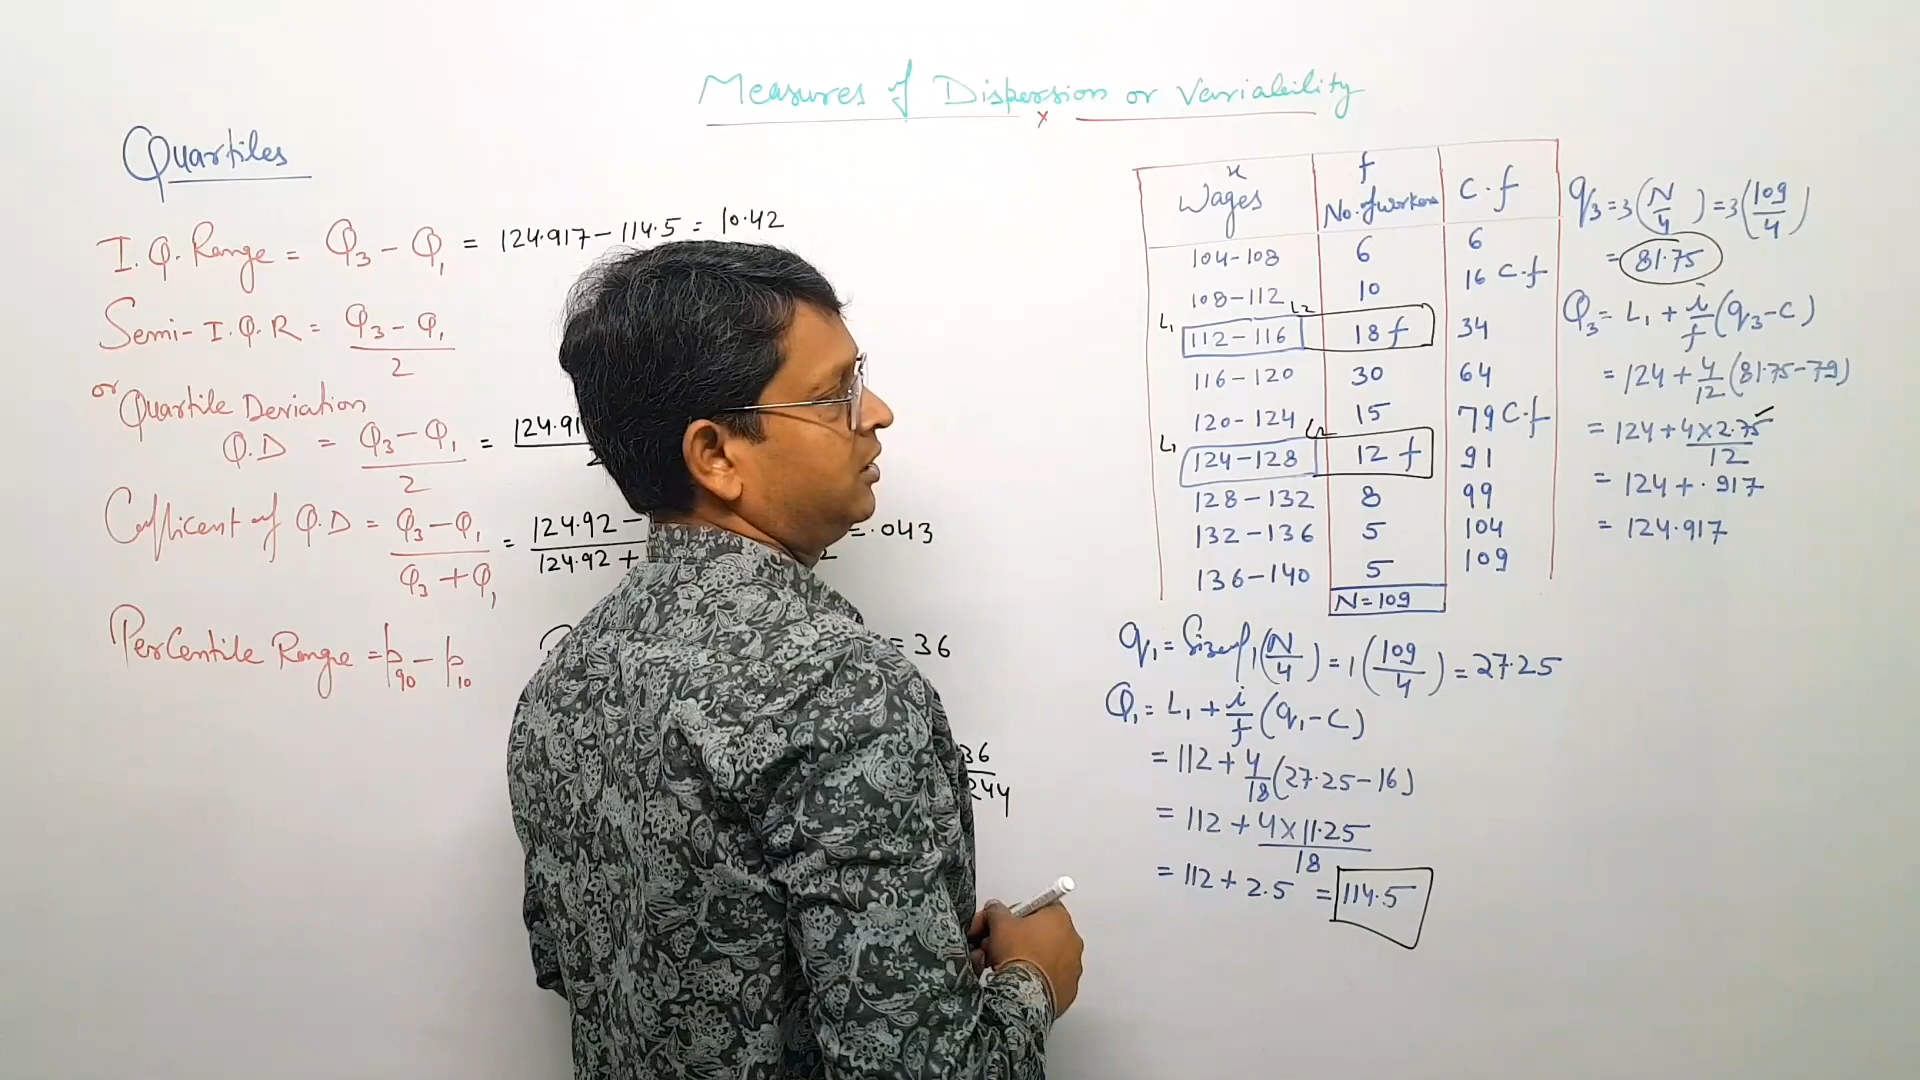 Measures of Dispersion or Variability
x
Quartiles
I.Q. Range = Q3 - Q1 = 124.917 - 114.5 = 10.42
Semi-I.Q.R = Q3 - Q1 / 2
or
Quartile Deviation
Q.D = Q3 - Q1 / 2 = 124.91
Cofficent of Q.D = Q3 - Q1 / Q3 + Q1 = 124.92 - / 124.92 + = .043
Percentile Range = P90 - P10
= 36
36
244
x f
Wages No. of workers C.f
104-108 6 6
108-112 10 16 C.f
L1 112-116 L2 18 f 34
116-120 30 64
120-124 15 79 C.f
L1 124-128 L2 12 f 91
128-132 8 99
132-136 5 104
136-140 5 109
N=109
q1 = Size of 1(N/4) = 1(109/4) = 27.25
Q1 = L1 + i/f (q1 - C)
= 112 + 4/18 (27.25 - 16)
= 112 + 4×11.25 / 18
= 112 + 2.5 = 114.5
q3 = 3(N/4) = 3(109/4)
= 81.75
Q3 = L1 + i/f (q3 - C)
= 124 + 4/12 (81.75 - 79)
= 124 + 4×2.75 / 12
= 124 + .917
= 124.917